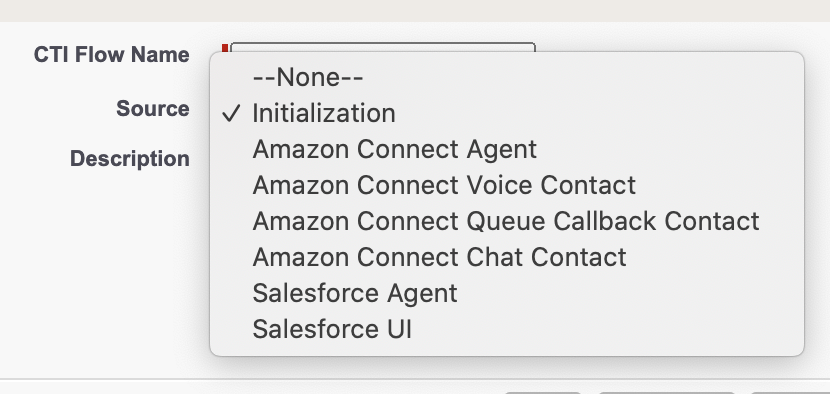 CTI Flow Name
Source
Description
--None--
✓ Initialization
Amazon Connect Agent
Amazon Connect Voice Contact
Amazon Connect Queue Callback Contact
Amazon Connect Chat Contact
Salesforce Agent
Salesforce UI